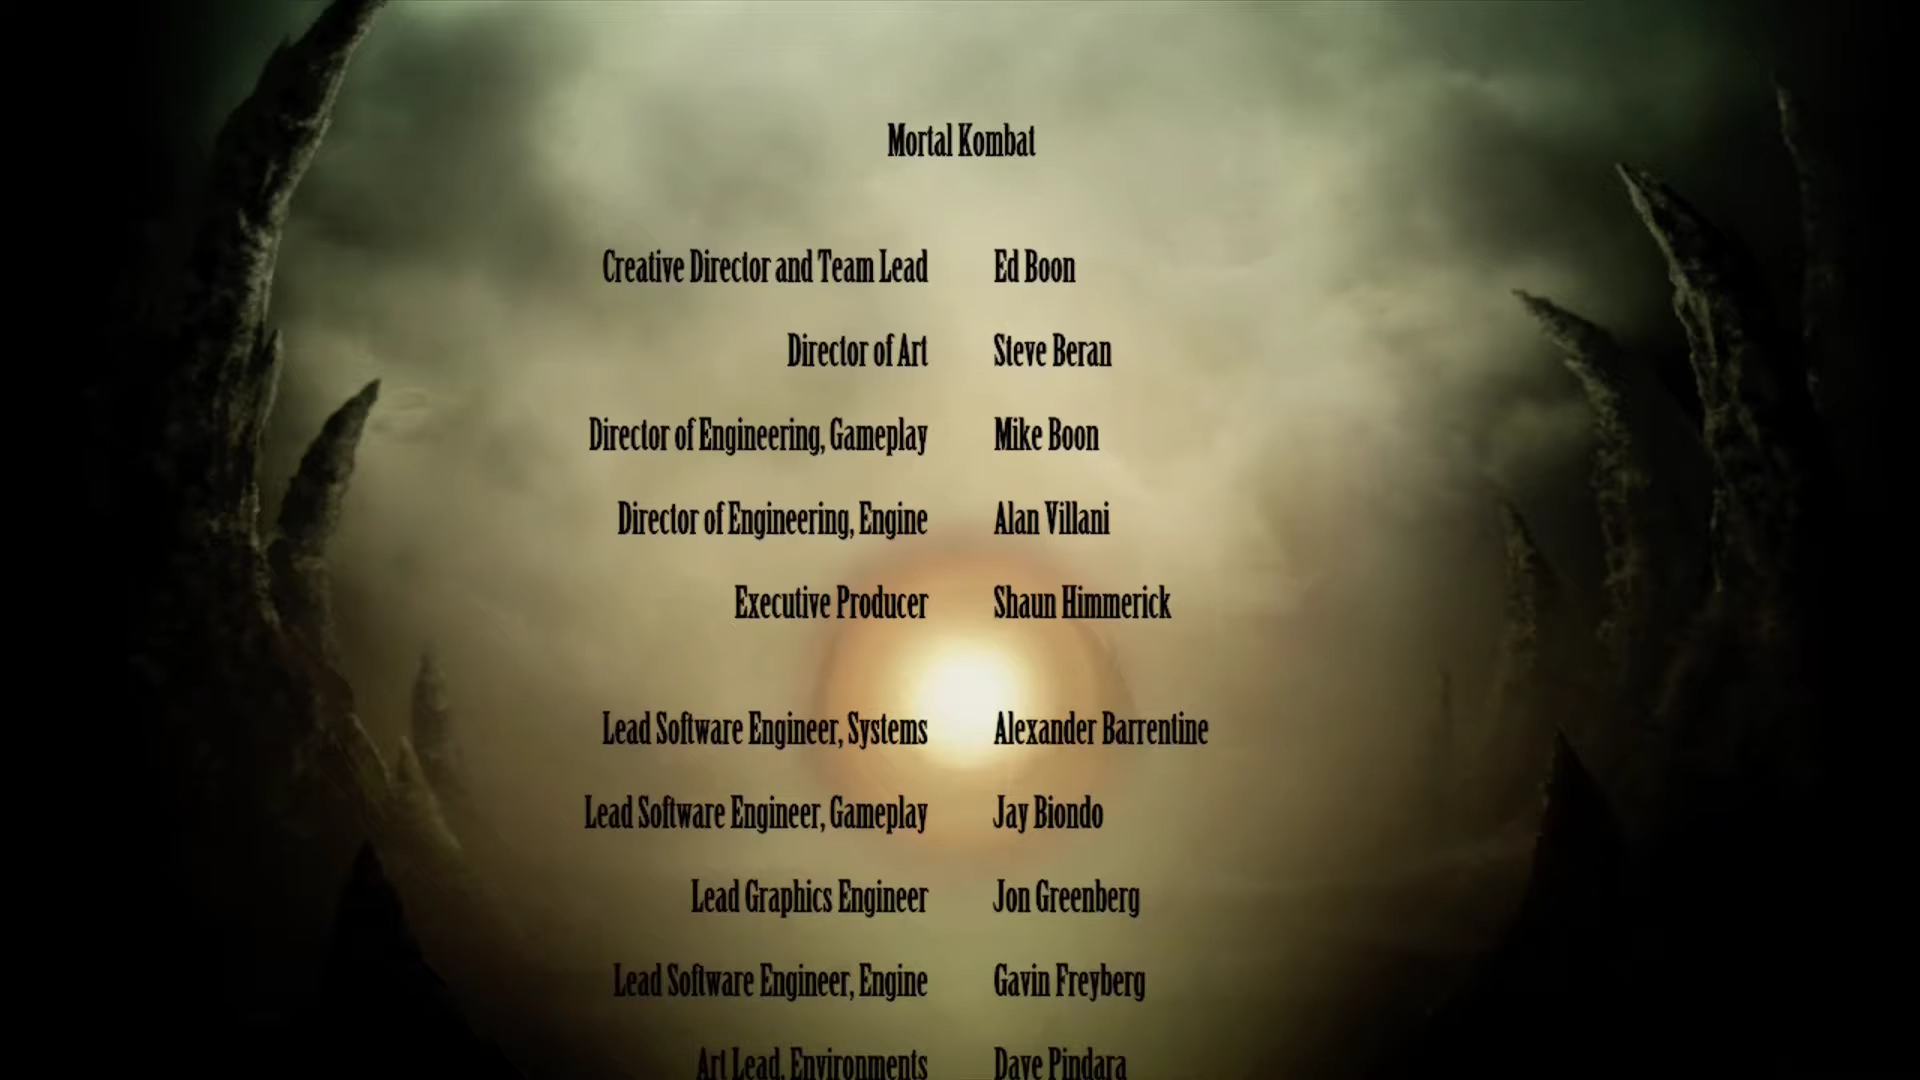 Mortal Kombat
Creative Director and Team Lead Ed Boon
Director of Art Steve Beran
Director of Engineering, Gameplay Mike Boon
Director of Engineering, Engine Alan Villani
Executive Producer Shaun Himmerick
Lead Software Engineer, Systems Alexander Barrentine
Lead Software Engineer, Gameplay Jay Biondo
Lead Graphics Engineer Jon Greenberg
Lead Software Engineer, Engine Gavin Freyberg
Art Lead, Environments Dave Pindara